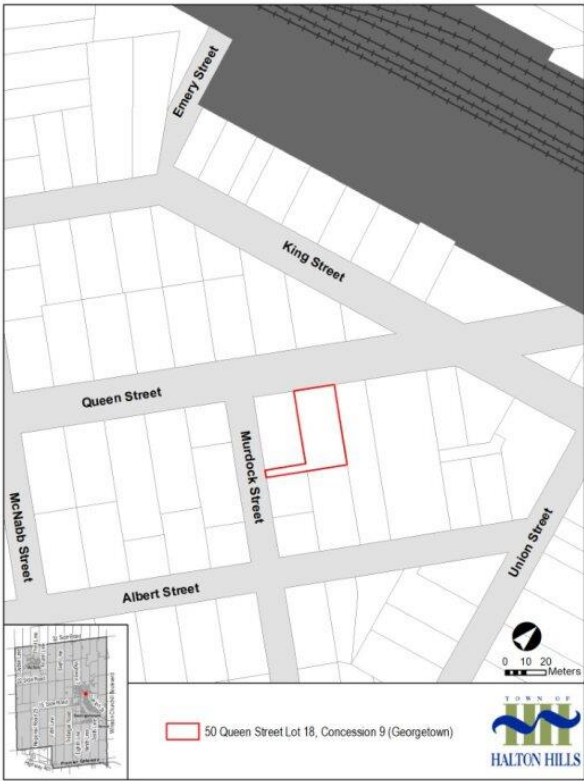 Emery Street
King Street
Queen Street
Murdock Street
McNabb Street
Albert Street
Union Street
0 10 20
Meters
50 Queen Street Lot 18, Concession 9 (Georgetown)
TOWN OF
HALTON HILLS